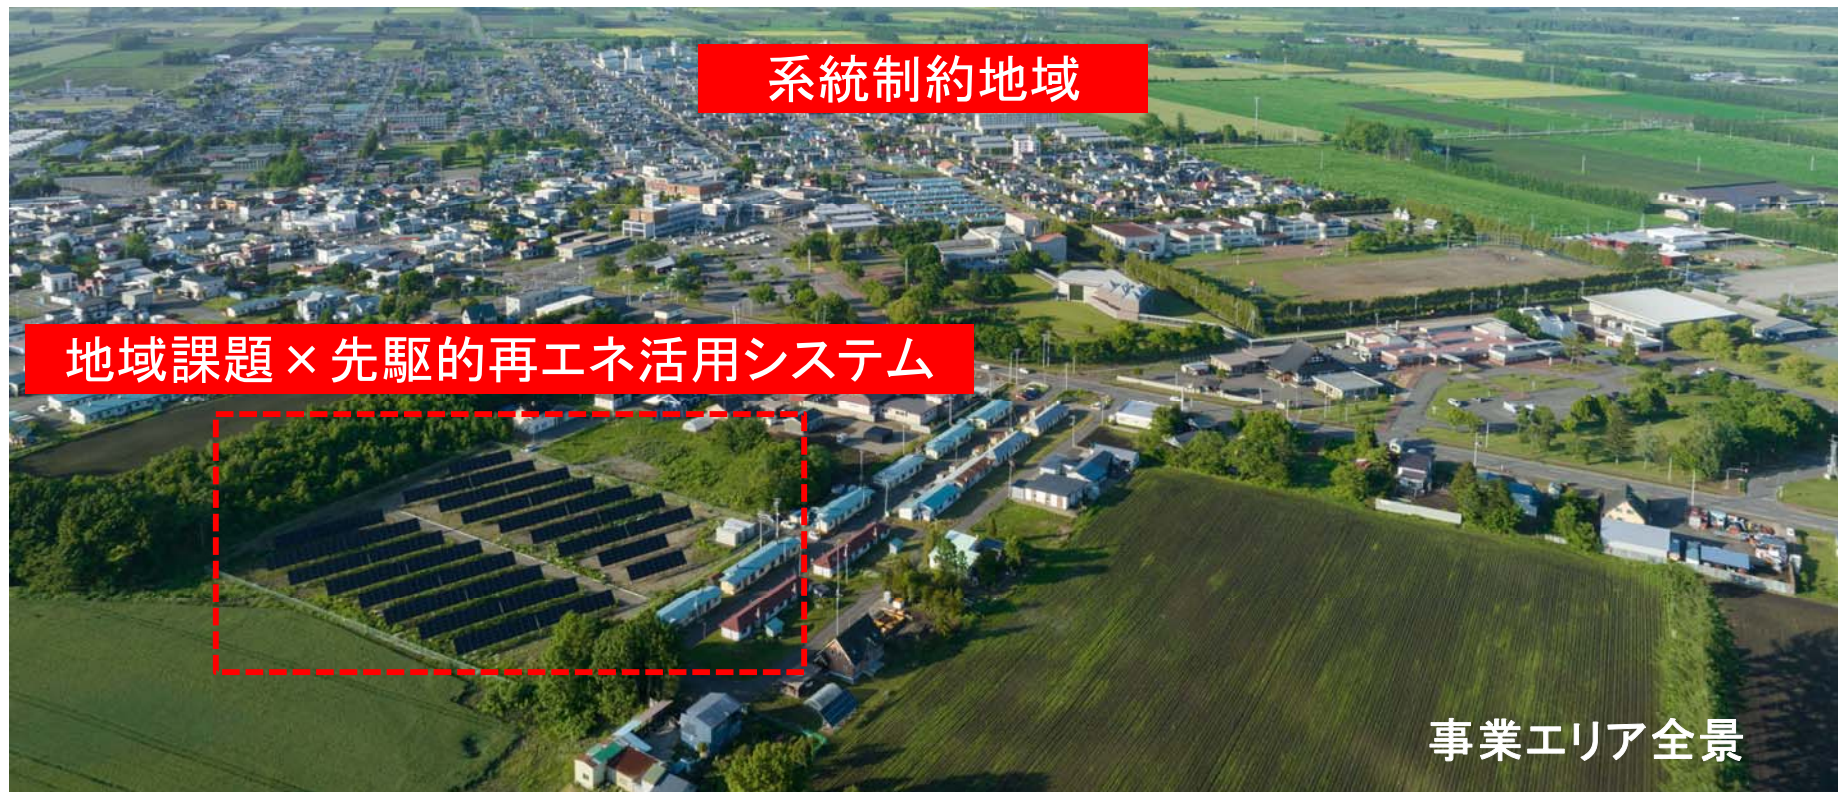 系統制約地域
地域課題×先駆的再エネ活用システム
事業エリア全景